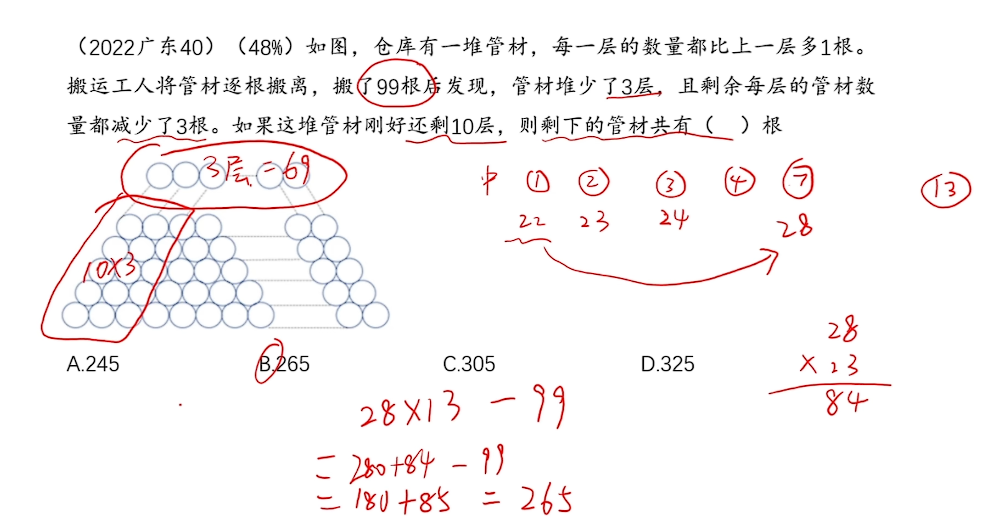 （2022广东40）（48%）如图，仓库有一堆管材，每一层的数量都比上一层多1根。
搬运工人将管材逐根搬离，搬了99根后发现，管材堆少了3层，且剩余每层的管材数
量都减少了3根。如果这堆管材刚好还剩10层，则剩下的管材共有（ ）根
3层=69
中 ① ② ③ ④ ⑦ ⑬
22 23 24 28
10×3
A.245 B.265 C.305 D.325
28
×23
84
28×13-99
=280+84-99
=180+85=265